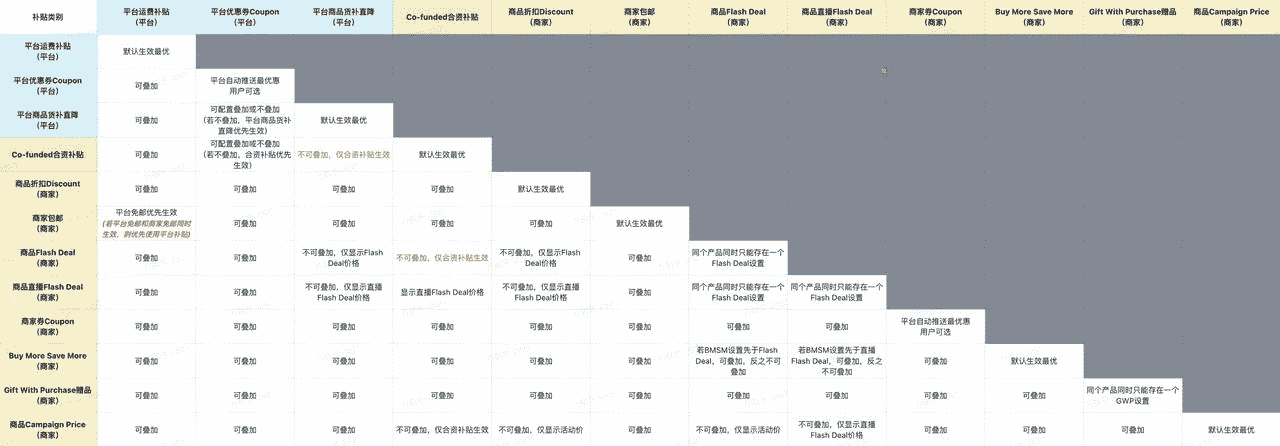 补贴类别
平台运费补贴
（平台）
平台优惠券Coupon
（平台）
平台商品货补直降
（平台）
Co-funded合资补贴
商品折扣Discount
（商家）
商家包邮
（商家）
商品Flash Deal
（商家）
商品直播Flash Deal
（商家）
商家券Coupon
（商家）
Buy More Save More
（商家）
Gift With Purchase赠品
（商家）
商品Campaign Price
（商家）
平台运费补贴
（平台）
默认生效最优
平台优惠券Coupon
（平台）
可叠加
平台自动推送最优惠
用户可选
平台商品货补直降
（平台）
可叠加
可配置叠加或不叠加
（若不叠加，平台商品货补
直降优先生效）
默认生效最优
Co-funded合资补贴
可叠加
可配置叠加或不叠加
（若不叠加，合资补贴优先
生效）
不可叠加，仅合资补贴生效
默认生效最优
商品折扣Discount
（商家）
可叠加
可叠加
可叠加
可叠加
默认生效最优
商家包邮
（商家）
平台免邮优先生效
（若平台免邮和商家免邮同时
生效，则优先使用平台补贴）
可叠加
可叠加
可叠加
可叠加
默认生效最优
商品Flash Deal
（商家）
可叠加
可叠加
不可叠加，仅显示Flash
Deal价格
不可叠加，仅合资补贴生效
不可叠加，仅显示Flash
Deal价格
可叠加
同个产品同时只能存在一个
Flash Deal设置
商品直播Flash Deal
（商家）
可叠加
可叠加
不可叠加，仅显示直播
Flash Deal价格
显示直播Flash Deal价格
不可叠加，仅显示直播
Flash Deal价格
可叠加
同个产品同时只能存在一个
Flash Deal设置
同个产品同时只能存在一个
Flash Deal设置
商家券Coupon
（商家）
可叠加
可叠加
可叠加
可叠加
可叠加
可叠加
可叠加
可叠加
平台自动推送最优惠
用户可选
Buy More Save More
（商家）
可叠加
可叠加
可叠加
可叠加
可叠加
可叠加
若BMSM设置先于Flash
Deal，可叠加，反之不可
叠加
若BMSM设置先于直播
Flash Deal，可叠加，反之
不可叠加
可叠加
默认生效最优
Gift With Purchase赠品
（商家）
可叠加
可叠加
可叠加
可叠加
可叠加
可叠加
可叠加
可叠加
可叠加
可叠加
同个产品同时只能存在一个
GWP设置
商品Campaign Price
（商家）
可叠加
可叠加
可叠加
不可叠加，仅合资补贴生效
不可叠加，仅显示活动价
可叠加
不可叠加，仅显示活动价
不可叠加，仅显示直播
Flash Deal价格
可叠加
可叠加
可叠加
默认生效最优